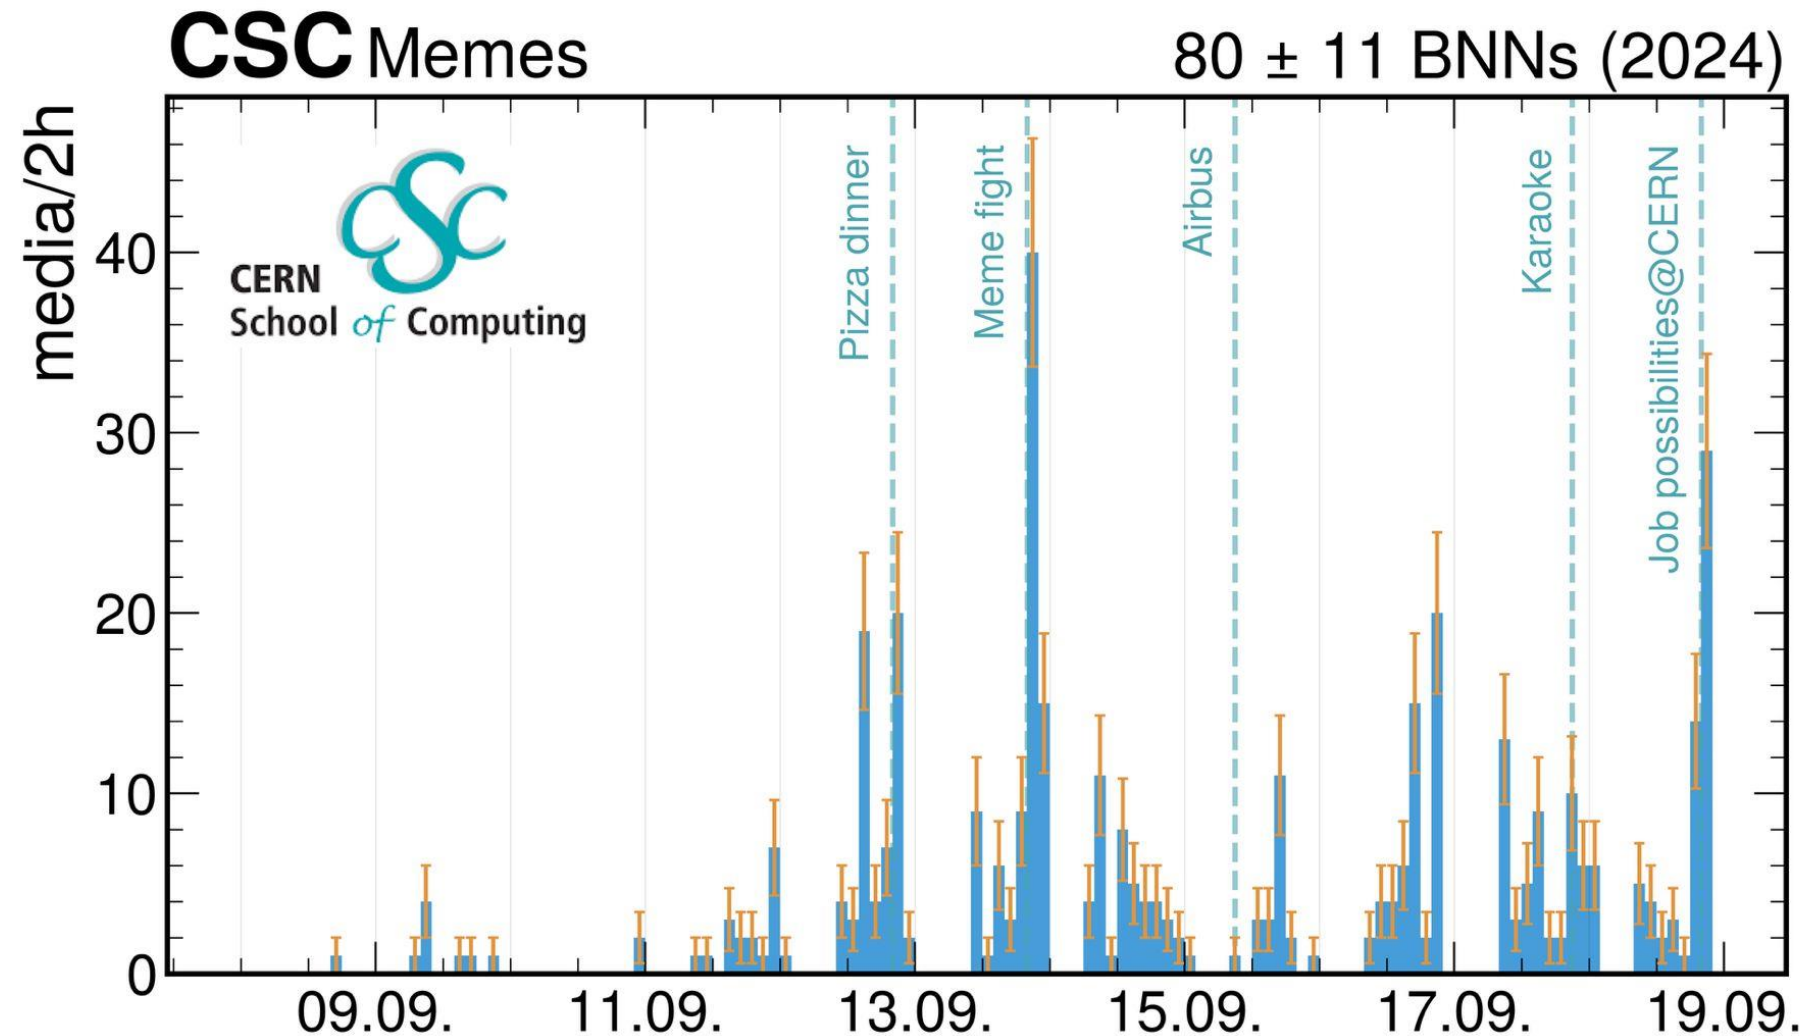 CSC Memes
80 ± 11 BNNs (2024)
media/2h
CSC
CERN
School of Computing
Pizza dinner
Meme fight
Airbus
Karaoke
Job possibilities@CERN
40
30
20
10
0
09.09.
11.09.
13.09.
15.09.
17.09.
19.09.